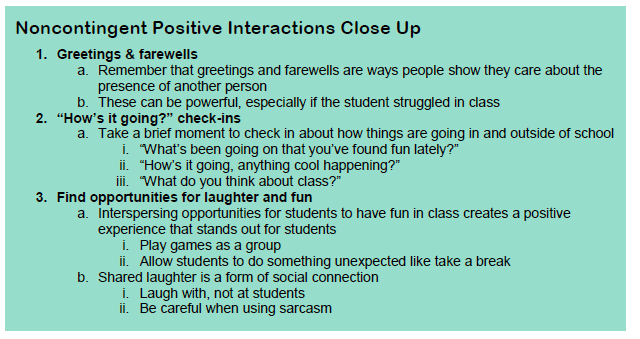 Noncontingent Positive Interactions Close Up
1. Greetings & farewells
a. Remember that greetings and farewells are ways people show they care about the
presence of another person
b. These can be powerful, especially if the student struggled in class
2. “How’s it going?” check-ins
a. Take a brief moment to check in about how things are going in and outside of school
i. “What’s been going on that you’ve found fun lately?”
ii. “How’s it going, anything cool happening?”
iii. “What do you think about class?”
3. Find opportunities for laughter and fun
a. Interspersing opportunities for students to have fun in class creates a positive
experience that stands out for students
i. Play games as a group
ii. Allow students to do something unexpected like take a break
b. Shared laughter is a form of social connection
i. Laugh with, not at students
ii. Be careful when using sarcasm